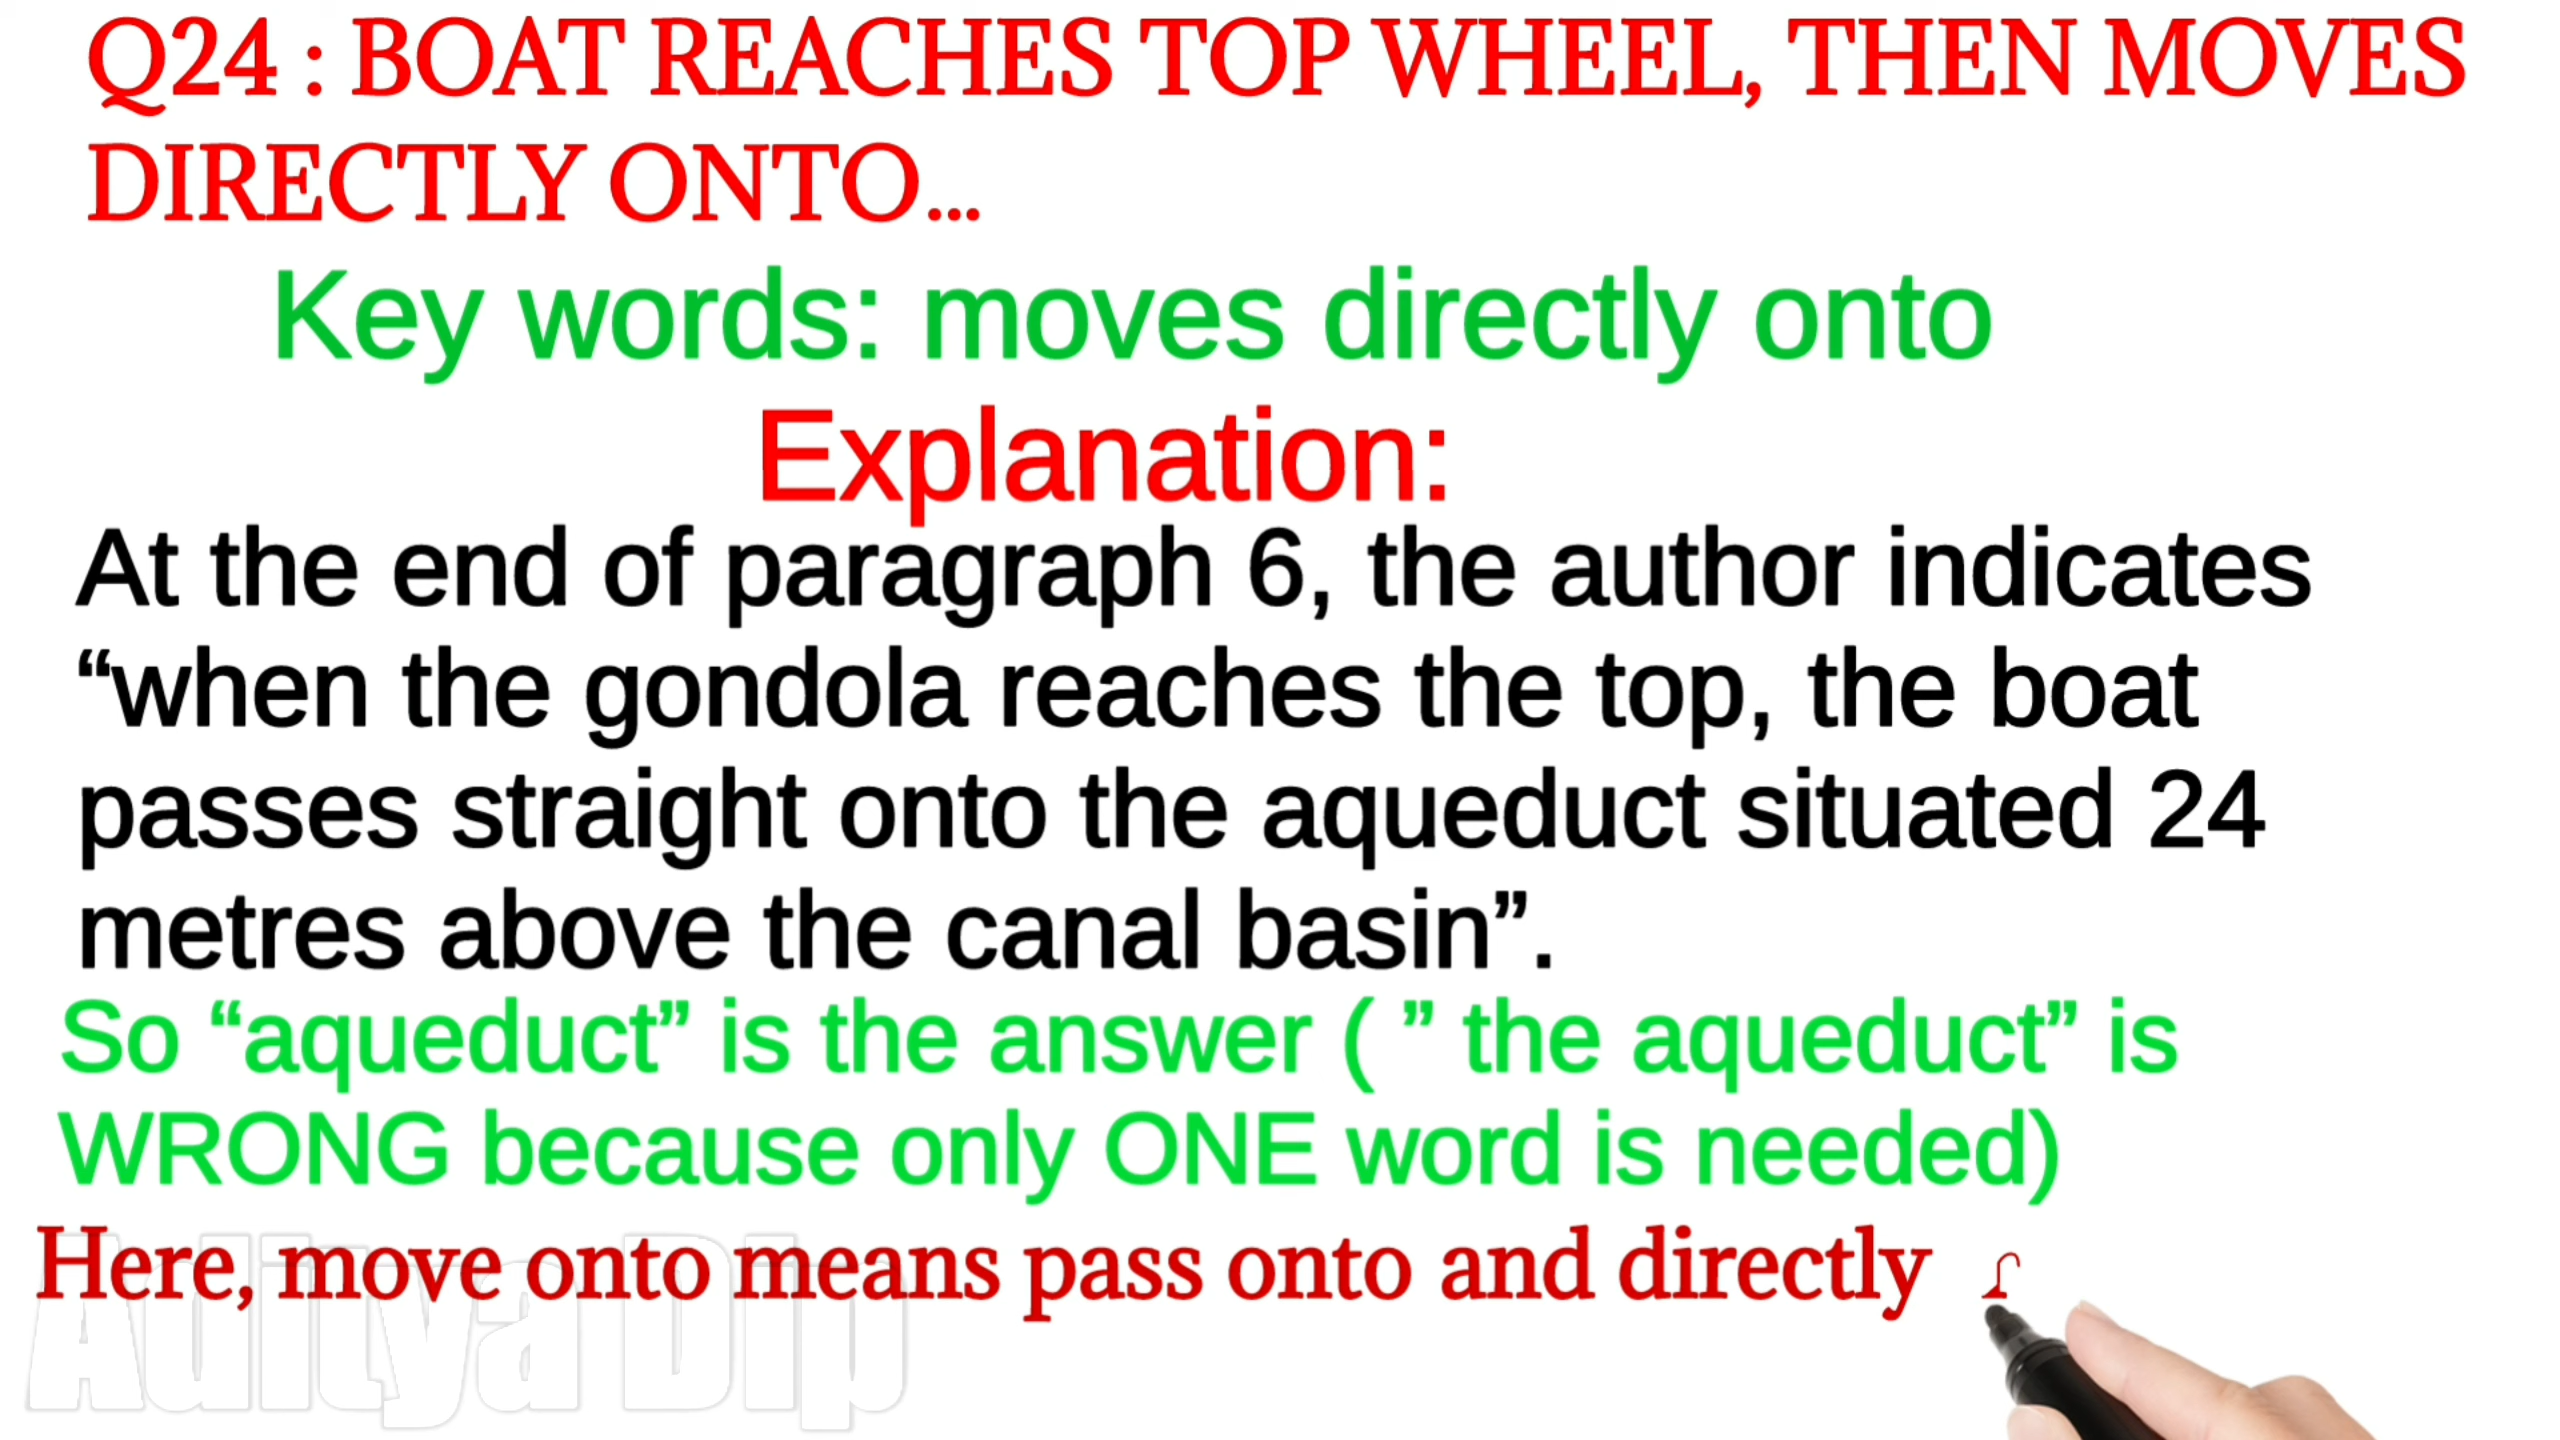 Q24 : BOAT REACHES TOP WHEEL, THEN MOVES
DIRECTLY ONTO...
Key words: moves directly onto
Explanation:
At the end of paragraph 6, the author indicates
“when the gondola reaches the top, the boat
passes straight onto the aqueduct situated 24
metres above the canal basin”.
So “aqueduct” is the answer ( ” the aqueduct” is
WRONG because only ONE word is needed)
Here, move onto means pass onto and directly
Aditya Dip